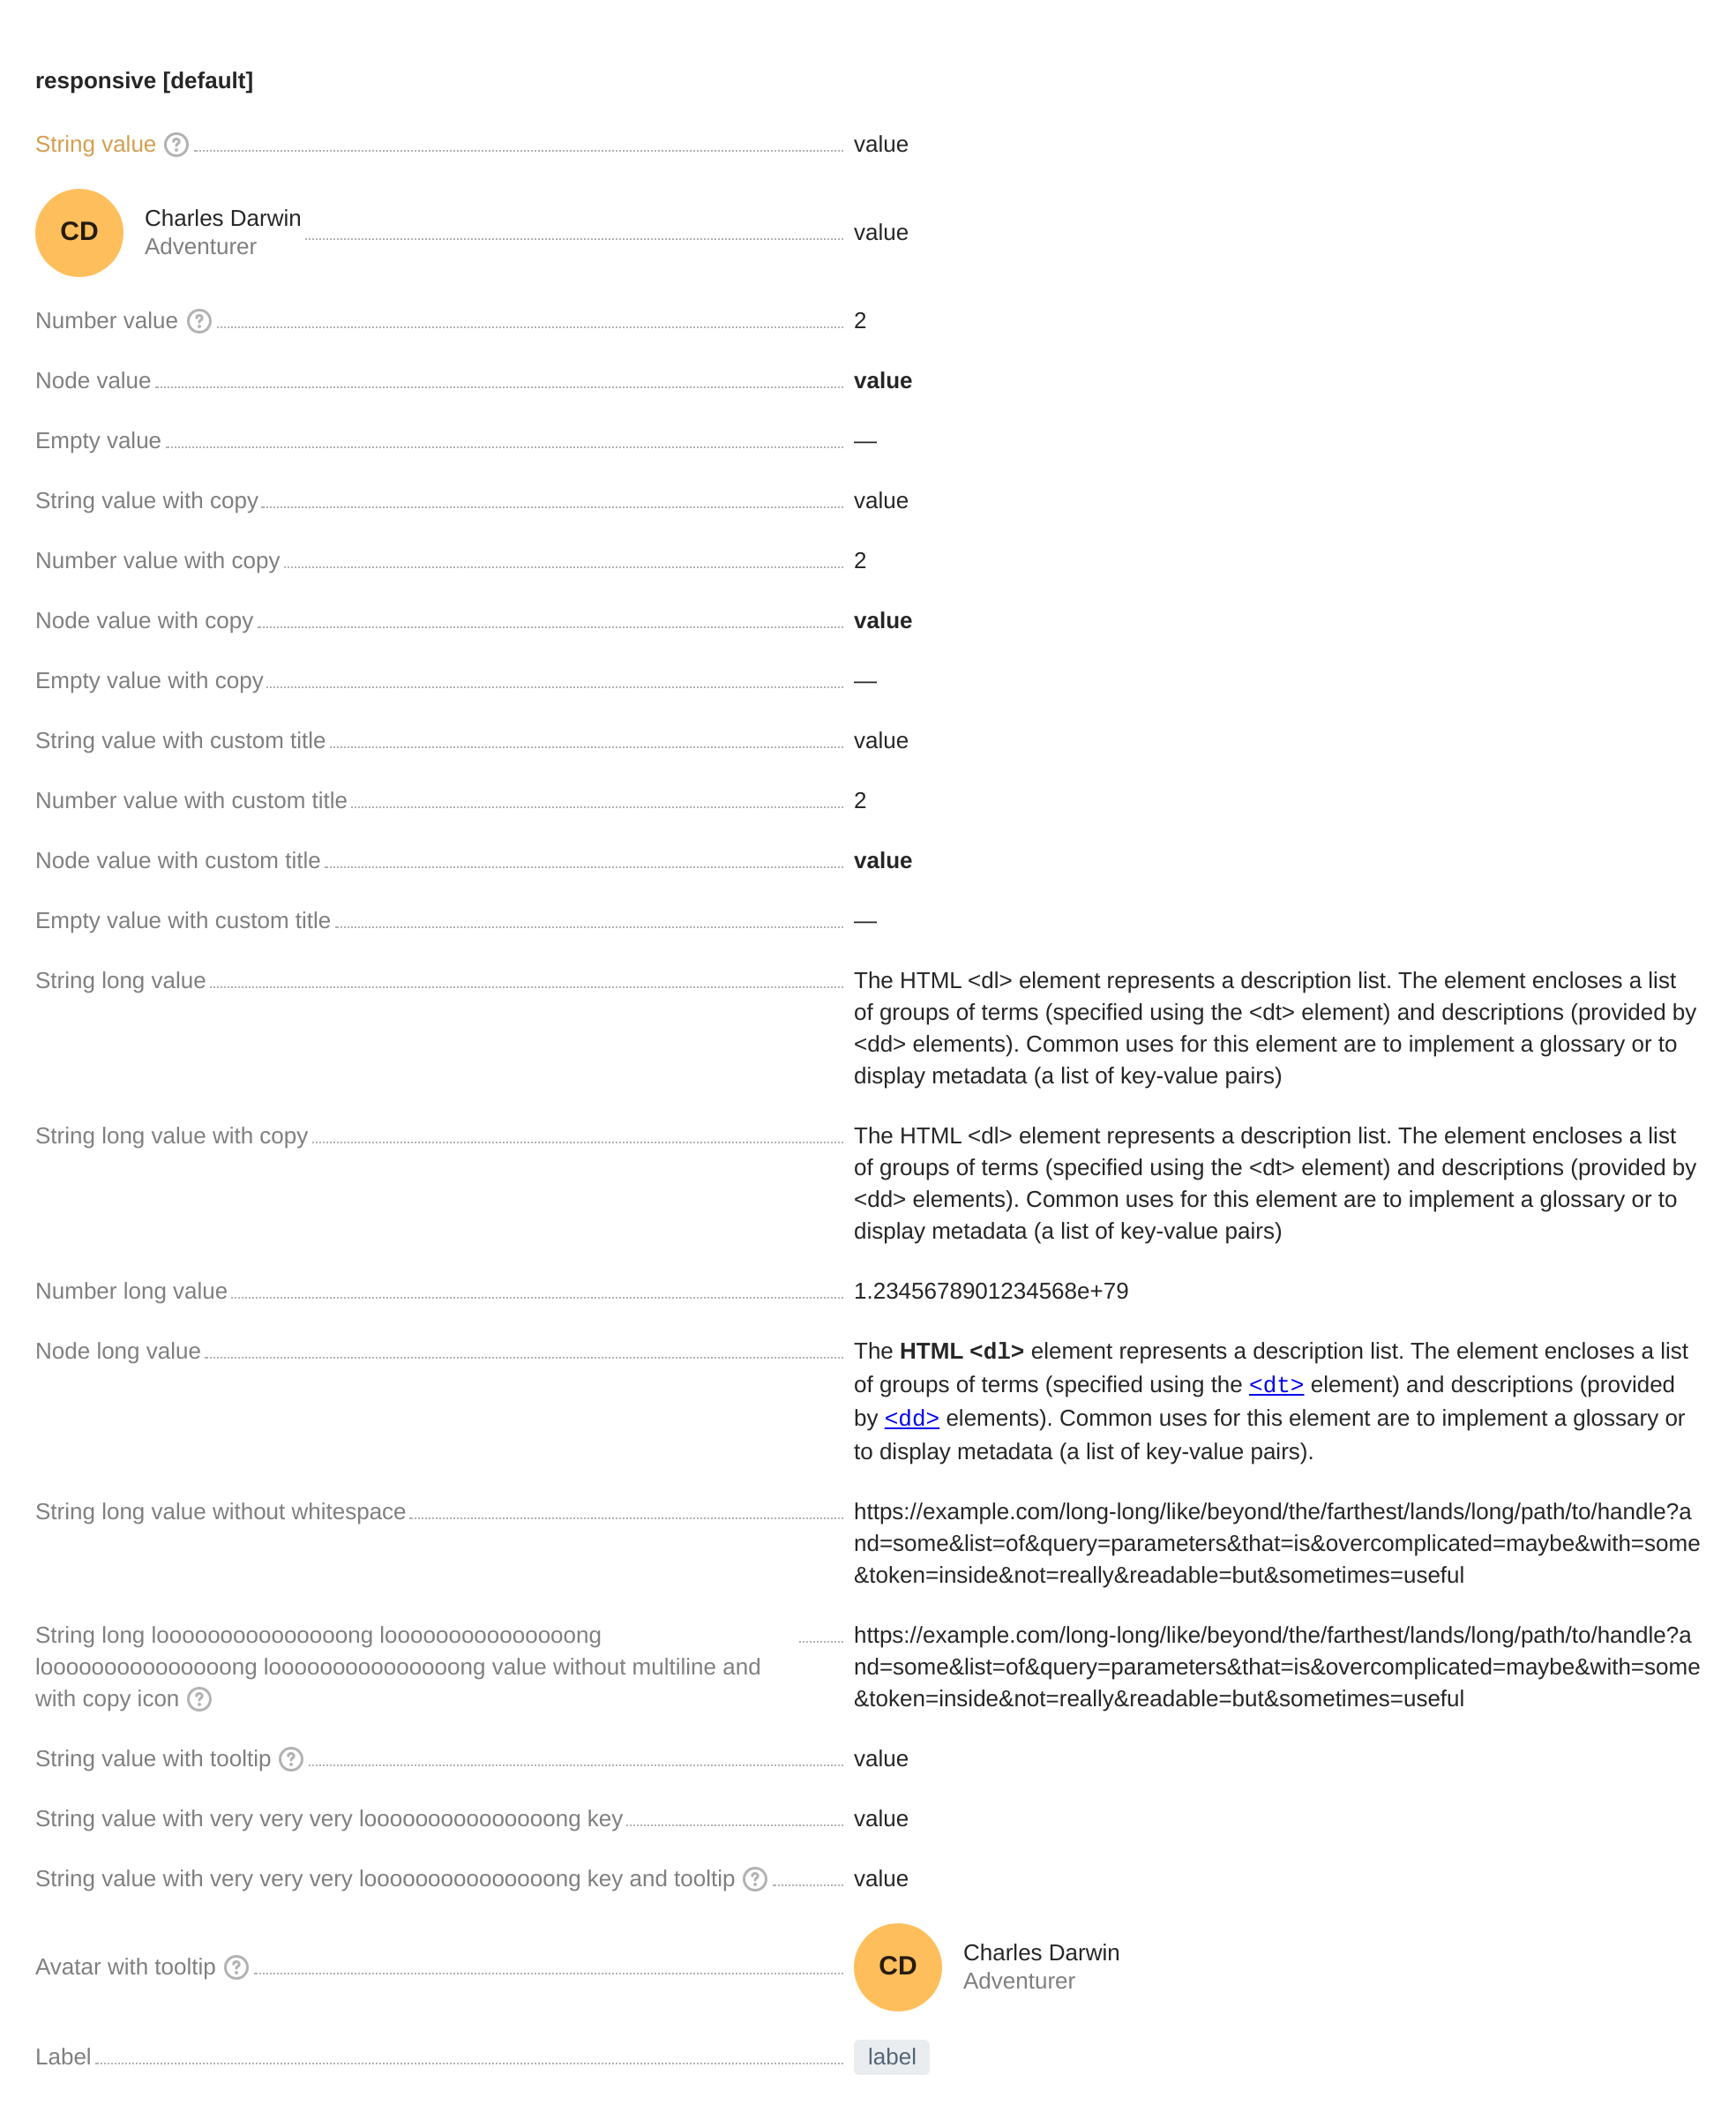 responsive [default]
String value value
CD Charles Darwin
Adventurer value
Number value 2
Node value value
Empty value —
String value with copy value
Number value with copy 2
Node value with copy value
Empty value with copy —
String value with custom title value
Number value with custom title 2
Node value with custom title value
Empty value with custom title —
String long value The HTML <dl> element represents a description list. The element encloses a list
of groups of terms (specified using the <dt> element) and descriptions (provided by
<dd> elements). Common uses for this element are to implement a glossary or to
display metadata (a list of key-value pairs)
String long value with copy The HTML <dl> element represents a description list. The element encloses a list
of groups of terms (specified using the <dt> element) and descriptions (provided by
<dd> elements). Common uses for this element are to implement a glossary or to
display metadata (a list of key-value pairs)
Number long value 1.2345678901234568e+79
Node long value The HTML <dl> element represents a description list. The element encloses a list
of groups of terms (specified using the <dt> element) and descriptions (provided
by <dd> elements). Common uses for this element are to implement a glossary or
to display metadata (a list of key-value pairs).
String long value without whitespace https://example.com/long-long/like/beyond/the/farthest/lands/long/path/to/handle?a
nd=some&list=of&query=parameters&that=is&overcomplicated=maybe&with=some
&token=inside&not=really&readable=but&sometimes=useful
String long looooooooooooooong looooooooooooooong
looooooooooooooong looooooooooooooong value without multiline and
with copy icon
https://example.com/long-long/like/beyond/the/farthest/lands/long/path/to/handle?a
nd=some&list=of&query=parameters&that=is&overcomplicated=maybe&with=some
&token=inside&not=really&readable=but&sometimes=useful
String value with tooltip value
String value with very very very looooooooooooooong key value
String value with very very very looooooooooooooong key and tooltip value
Avatar with tooltip CD Charles Darwin
Adventurer
Label label